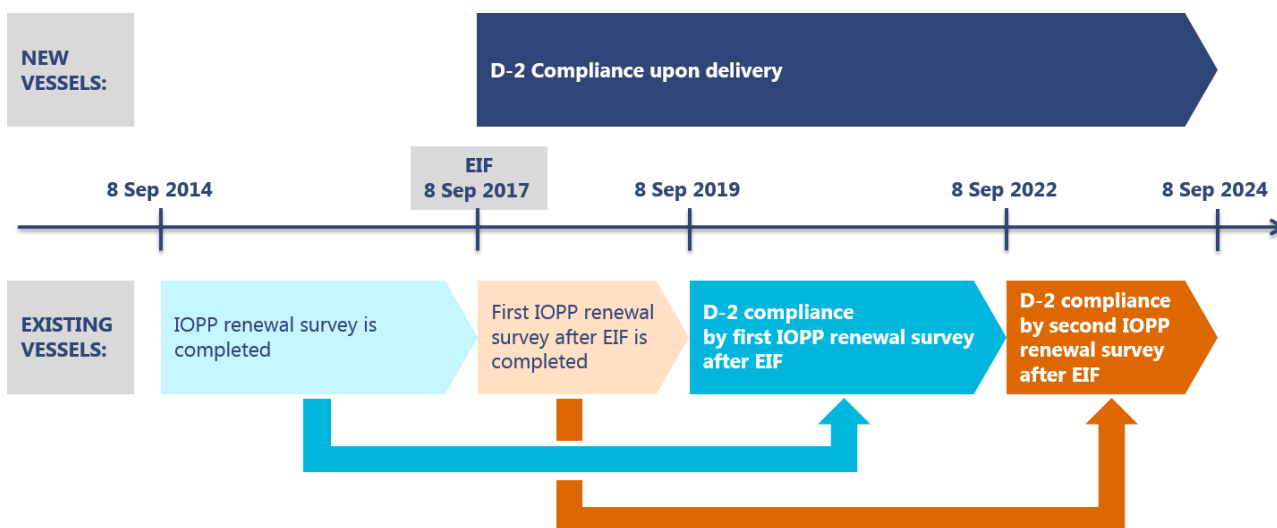 NEW
VESSELS:
D-2 Compliance upon delivery
EIF
8 Sep 2014
8 Sep 2017
8 Sep 2019
8 Sep 2022
8 Sep 2024
EXISTING
VESSELS:
IOPP renewal survey is
completed
First IOPP renewal
survey after EIF is
completed
D-2 compliance
by first IOPP renewal survey
after EIF
D-2 compliance
by second IOPP
renewal survey
after EIF